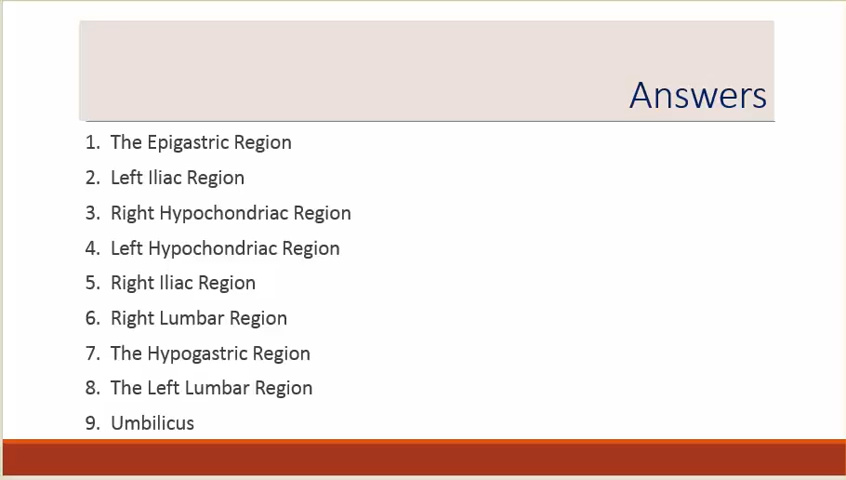 Answers
1. The Epigastric Region
2. Left Iliac Region
3. Right Hypochondriac Region
4. Left Hypochondriac Region
5. Right Iliac Region
6. Right Lumbar Region
7. The Hypogastric Region
8. The Left Lumbar Region
9. Umbilicus